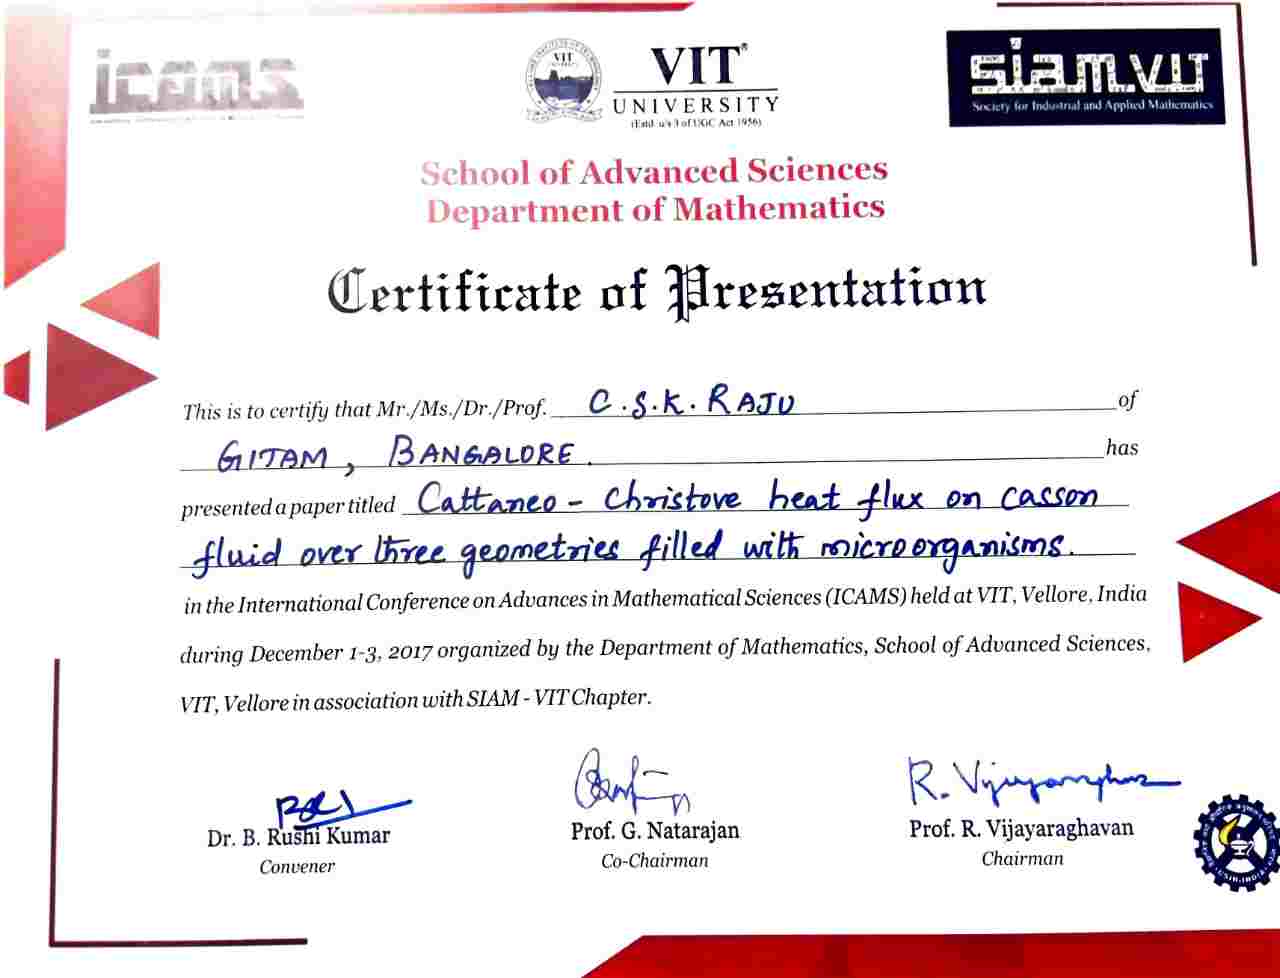 icams
VIT
VIT®
UNIVERSITY
(Estd. u/s 3 of UGC Act 1956)
siam.vit
Society for Industrial and Applied Mathematics
School of Advanced Sciences
Department of Mathematics
Certificate of Presentation
This is to certify that Mr./Ms./Dr./Prof. C.S.K. RAJU of
GITAM, BANGALORE. has
presented a paper titled Cattaneo - Christove heat flux on casson
fluid over three geometries filled with microorganisms.
in the International Conference on Advances in Mathematical Sciences (ICAMS) held at VIT, Vellore, India
during December 1-3, 2017 organized by the Department of Mathematics, School of Advanced Sciences,
VIT, Vellore in association with SIAM - VIT Chapter.
R. Vijayaraghavan
Dr. B. Rushi Kumar
Convener
Prof. G. Natarajan
Co-Chairman
Prof. R. Vijayaraghavan
Chairman
CSIR-INDIA